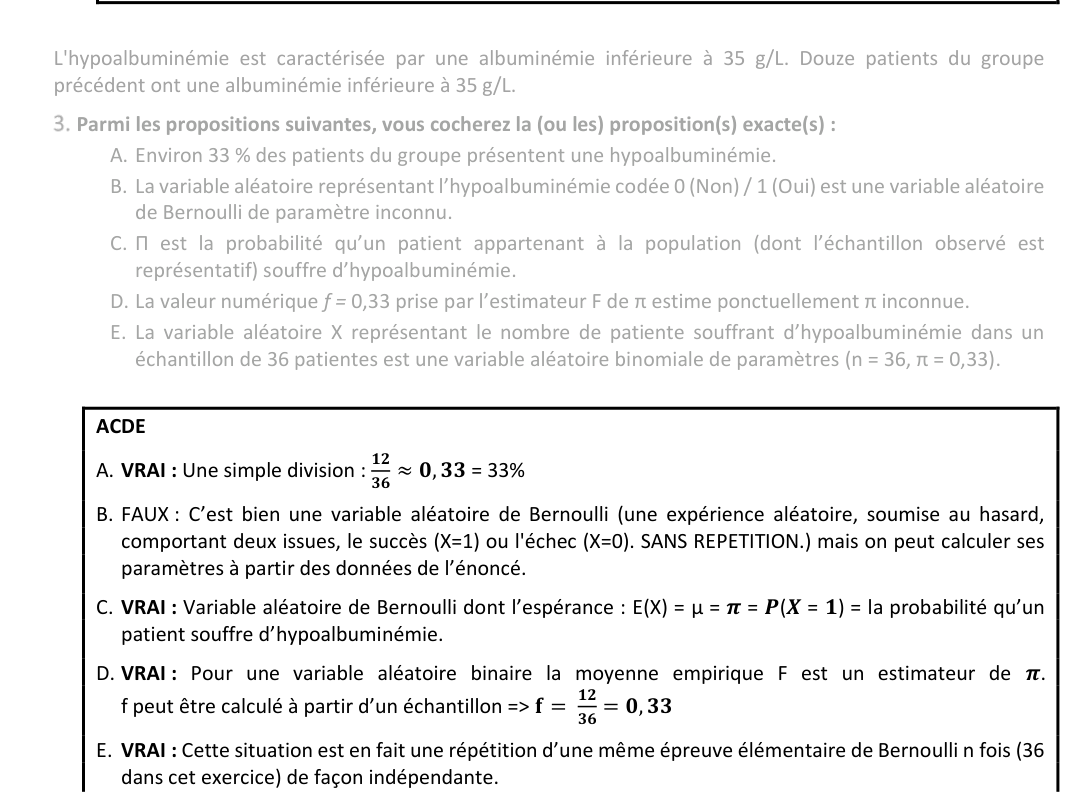 L'hypoalbuminémie est caractérisée par une albuminémie inférieure à 35 g/L. Douze patients du groupe
précédent ont une albuminémie inférieure à 35 g/L.
3. Parmi les propositions suivantes, vous cocherez la (ou les) proposition(s) exacte(s) :
A. Environ 33 % des patients du groupe présentent une hypoalbuminémie.
B. La variable aléatoire représentant l’hypoalbuminémie codée 0 (Non) / 1 (Oui) est une variable aléatoire
de Bernoulli de paramètre inconnu.
C. Π est la probabilité qu’un patient appartenant à la population (dont l’échantillon observé est
représentatif) souffre d’hypoalbuminémie.
D. La valeur numérique f = 0,33 prise par l’estimateur F de π estime ponctuellement π inconnue.
E. La variable aléatoire X représentant le nombre de patiente souffrant d’hypoalbuminémie dans un
échantillon de 36 patientes est une variable aléatoire binomiale de paramètres (n = 36, π = 0,33).
ACDE
A. VRAI : Une simple division : 12/36 ≈ 0,33 = 33%
B. FAUX : C’est bien une variable aléatoire de Bernoulli (une expérience aléatoire, soumise au hasard,
comportant deux issues, le succès (X=1) ou l'échec (X=0). SANS REPETITION.) mais on peut calculer ses
paramètres à partir des données de l’énoncé.
C. VRAI : Variable aléatoire de Bernoulli dont l’espérance : E(X) = µ = π = P(X = 1) = la probabilité qu’un
patient souffre d’hypoalbuminémie.
D. VRAI : Pour une variable aléatoire binaire la moyenne empirique F est un estimateur de π.
f peut être calculé à partir d’un échantillon => f = 12/36 = 0,33
E. VRAI : Cette situation est en fait une répétition d’une même épreuve élémentaire de Bernoulli n fois (36
dans cet exercice) de façon indépendante.